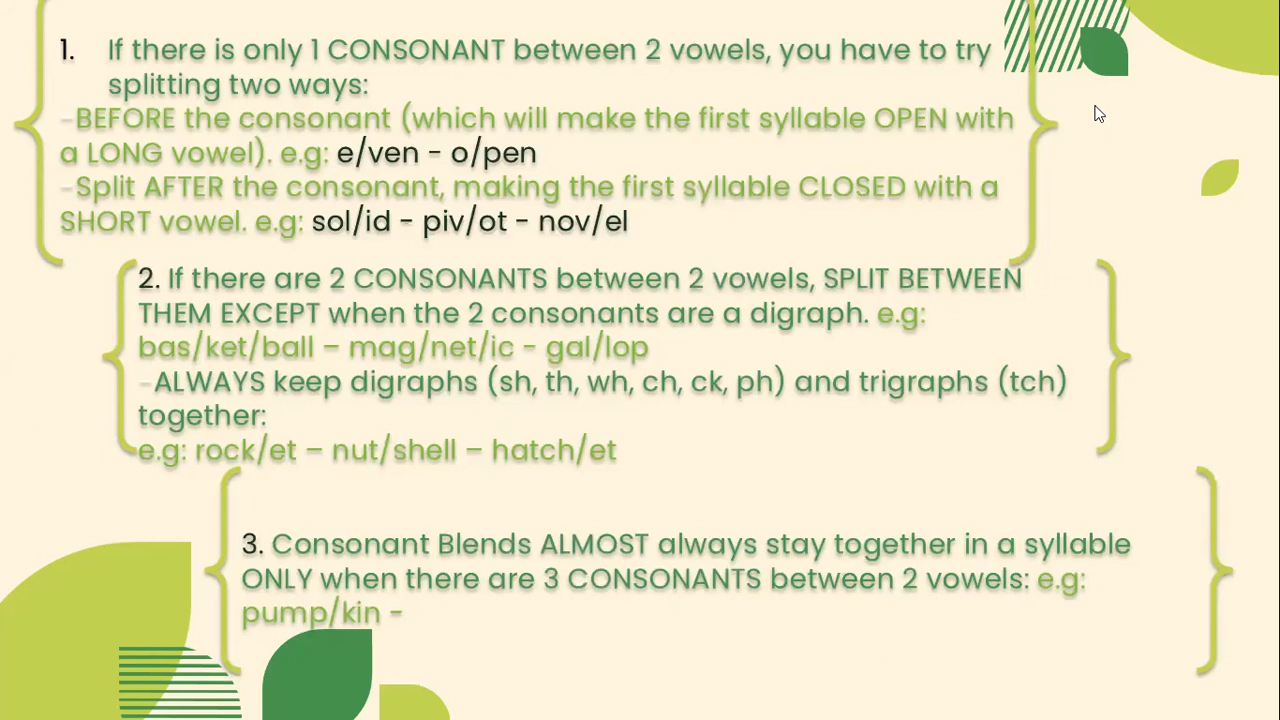 1. If there is only 1 CONSONANT between 2 vowels, you have to try
splitting two ways:
-BEFORE the consonant (which will make the first syllable OPEN with
a LONG vowel). e.g: e/ven - o/pen
-Split AFTER the consonant, making the first syllable CLOSED with a
SHORT vowel. e.g: sol/id - piv/ot - nov/el
2. If there are 2 CONSONANTS between 2 vowels, SPLIT BETWEEN
THEM EXCEPT when the 2 consonants are a digraph. e.g:
bas/ket/ball – mag/net/ic - gal/lop
-ALWAYS keep digraphs (sh, th, wh, ch, ck, ph) and trigraphs (tch)
together:
e.g: rock/et – nut/shell – hatch/et
3. Consonant Blends ALMOST always stay together in a syllable
ONLY when there are 3 CONSONANTS between 2 vowels: e.g:
pump/kin -